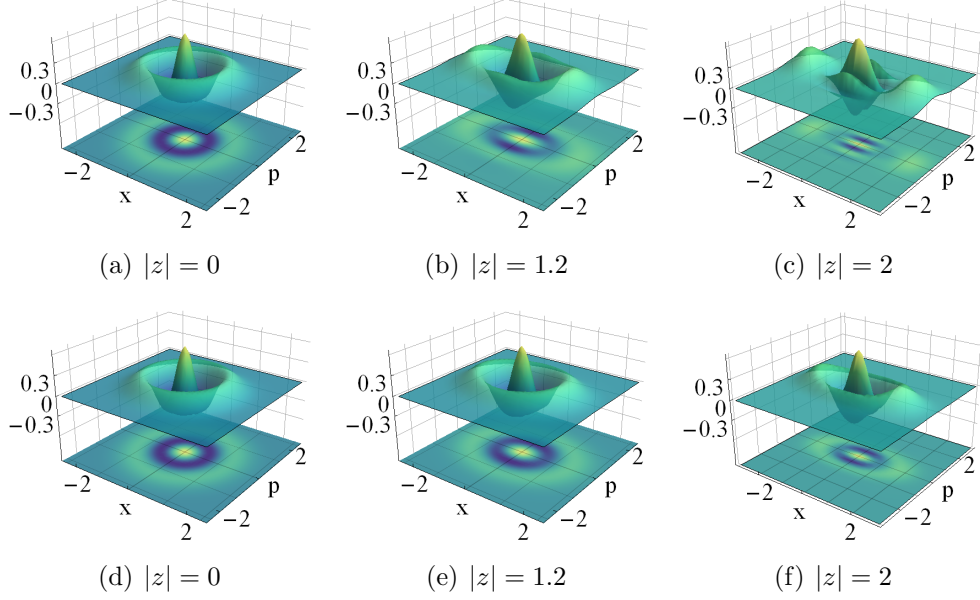 0.3
0
−0.3
−2
x
2
p
−2
2
(a) |z| = 0
0.3
0
−0.3
−2
x
2
p
−2
2
(b) |z| = 1.2
0.3
0
−0.3
−2
x
2
p
−2
2
(c) |z| = 2
0.3
0
−0.3
−2
x
2
p
−2
2
(d) |z| = 0
0.3
0
−0.3
−2
x
2
p
−2
2
(e) |z| = 1.2
0.3
0
−0.3
−2
x
2
p
−2
2
(f) |z| = 2